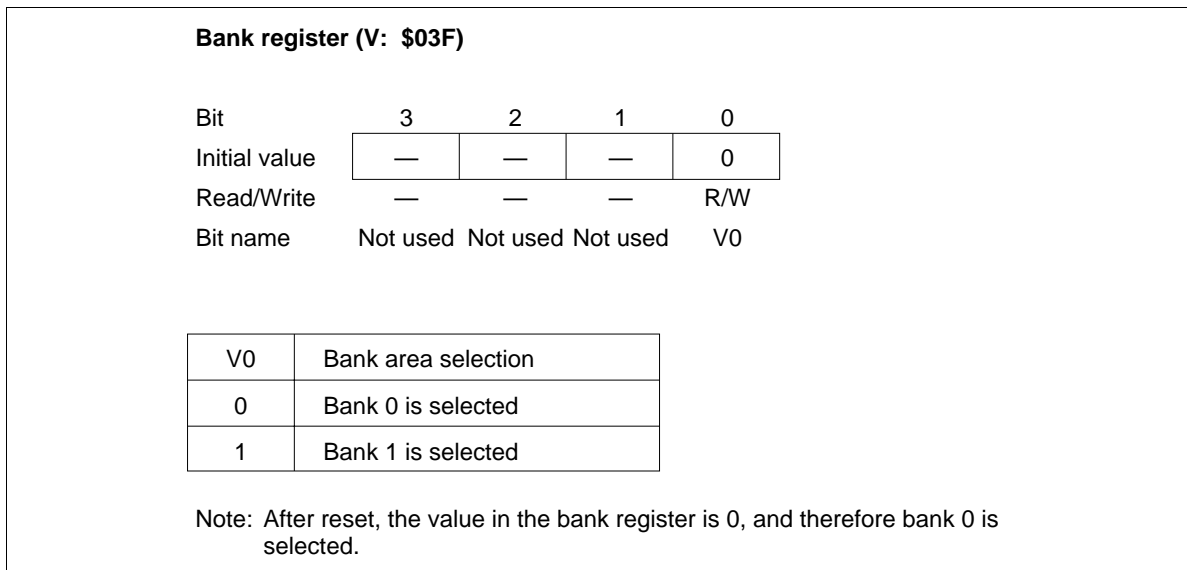 Bank register (V: $03F)
Bit 3 2 1 0
Initial value — — — 0
Read/Write — — — R/W
Bit name Not used Not used Not used V0
V0 Bank area selection
0 Bank 0 is selected
1 Bank 1 is selected
Note: After reset, the value in the bank register is 0, and therefore bank 0 is
selected.